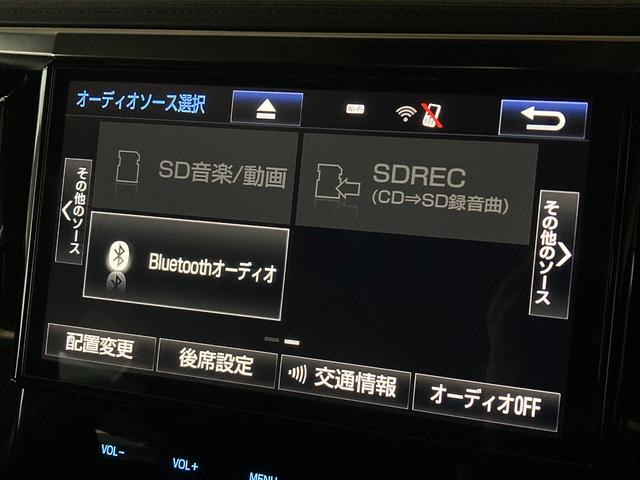 オーディオソース選択
Wi-Fi
SD音楽/動画
SDREC
(CD⇒SD録音曲)
その他のソース
その他のソース
Bluetoothオーディオ
配置変更
後席設定
交通情報
オーディオOFF
VOL-
VOL+
MENU